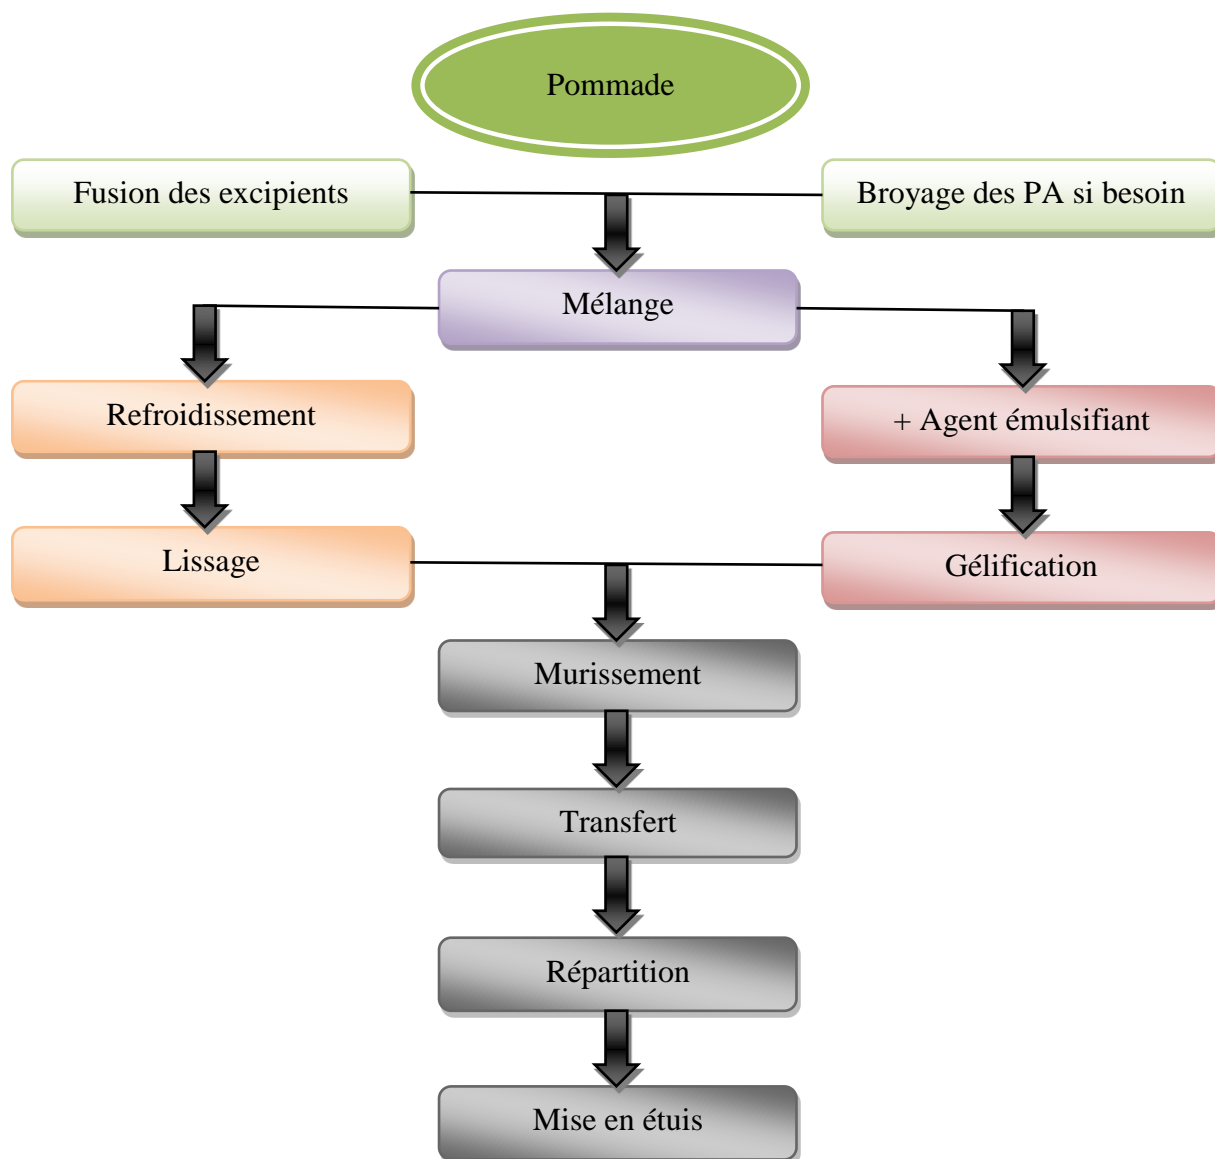 Pommade
Fusion des excipients
Broyage des PA si besoin
Mélange
Refroidissement
+ Agent émulsifiant
Lissage
Gélification
Murissement
Transfert
Répartition
Mise en étuis